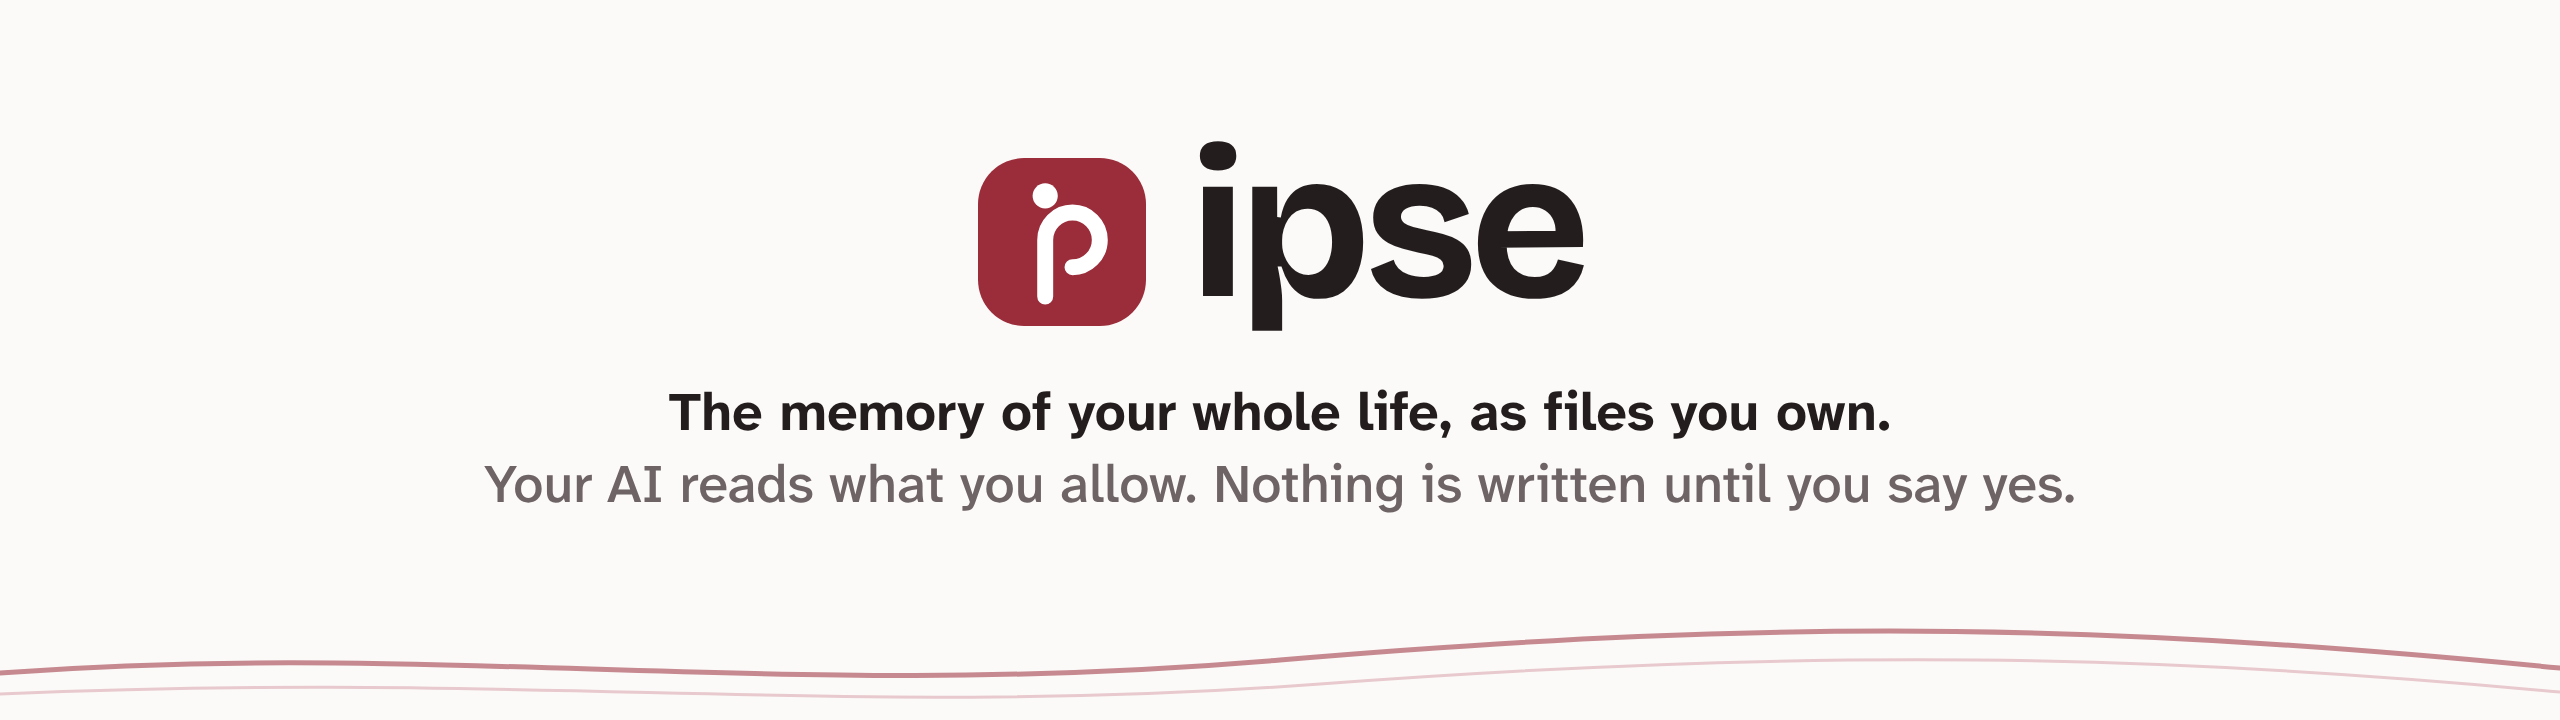 ipse
The memory of your whole life, as files you own.
Your AI reads what you allow. Nothing is written until you say yes.